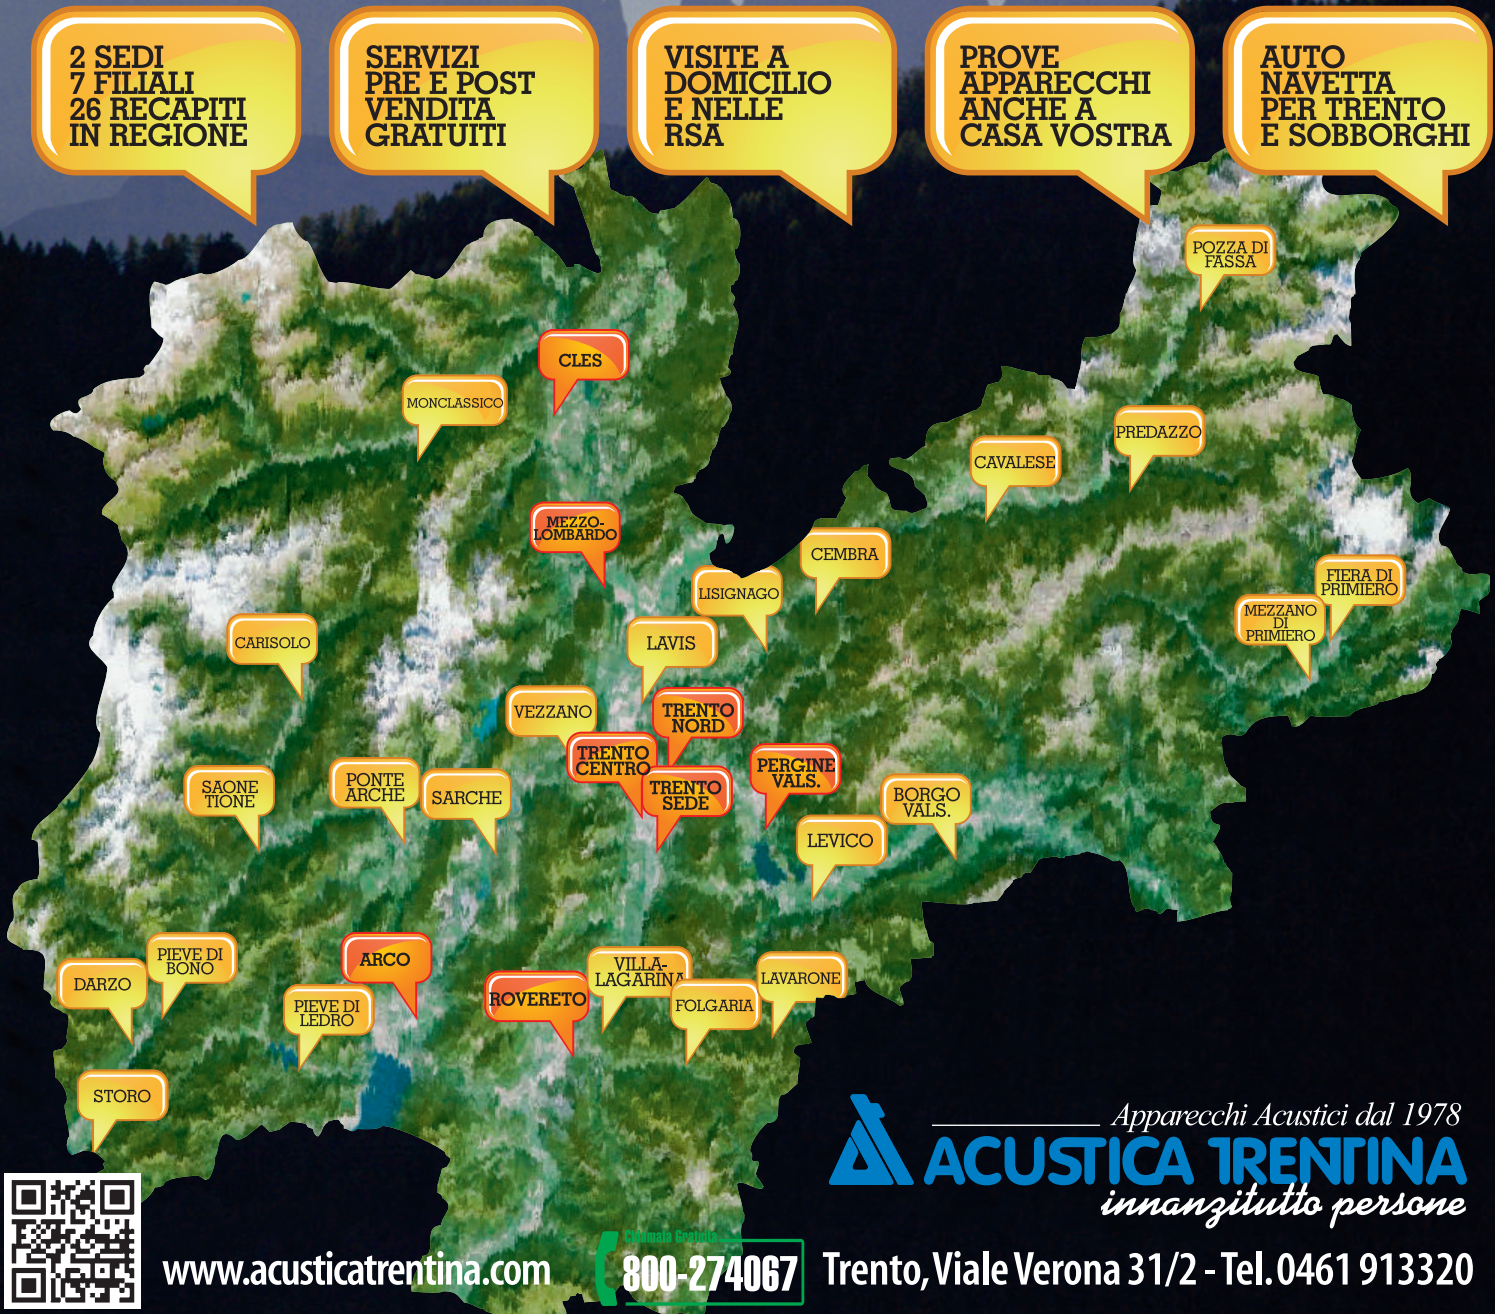 2 SEDI
7 FILIALI
26 RECAPITI
IN REGIONE
SERVIZI
PRE E POST
VENDITA
GRATUITI
VISITE A
DOMICILIO
E NELLE
RSA
PROVE
APPARECCHI
ANCHE A
CASA VOSTRA
AUTO
NAVETTA
PER TRENTO
E SOBBORGHI
POZZA DI
FASSA
CLES
MONCLASSICO
PREDAZZO
CAVALESE
MEZZO-
LOMBARDO
CEMBRA
LISIGNAGO
FIERA DI
PRIMIERO
MEZZANO
DI
PRIMIERO
CARISOLO
LAVIS
VEZZANO
TRENTO
NORD
TRENTO
CENTRO
TRENTO
SEDE
PERGINE
VALS.
SAONE
TIONE
PONTE
ARCHE
SARCHE
BORGO
VALS.
LEVICO
PIEVE DI
BONO
DARZO
ARCO
PIEVE DI
LEDRO
ROVERETO
VILLA-
LAGARINA
FOLGARIA
LAVARONE
STORO
Apparecchi Acustici dal 1978
ACUSTICA TRENTINA
innanzitutto persone
www.acusticatrentina.com
Chiamata Gratuita
800-274067
Trento, Viale Verona 31/2 - Tel. 0461 913320